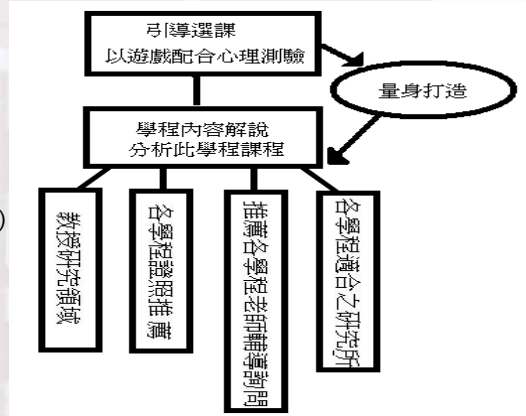 引導選課
以遊戲配合心理測驗
量身打造
學程內容解說
分析此學程課程
教授研究領域
各學程證照推薦
推薦各學程老師輔導詢問
各學程適合之研究所
)